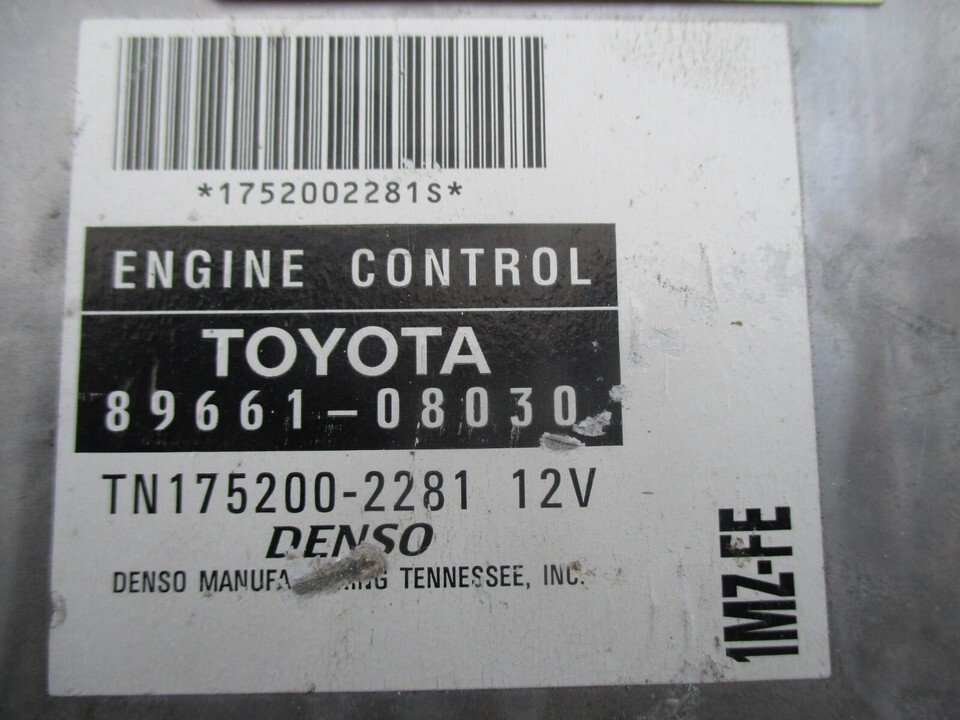 *1752002281S*
ENGINE CONTROL
TOYOTA
89661-08030
TN175200-2281 12V
DENSO
DENSO TENNESSEE, INC.
1MZ-FE